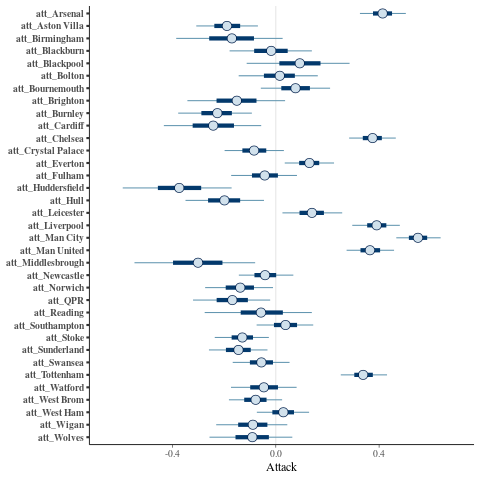 att_Arsenal
att_Aston Villa
att_Birmingham
att_Blackburn
att_Blackpool
att_Bolton
att_Bournemouth
att_Brighton
att_Burnley
att_Cardiff
att_Chelsea
att_Crystal Palace
att_Everton
att_Fulham
att_Huddersfield
att_Hull
att_Leicester
att_Liverpool
att_Man City
att_Man United
att_Middlesbrough
att_Newcastle
att_Norwich
att_QPR
att_Reading
att_Southampton
att_Stoke
att_Sunderland
att_Swansea
att_Tottenham
att_Watford
att_West Brom
att_West Ham
att_Wigan
att_Wolves
-0.4 0.0 0.4
Attack